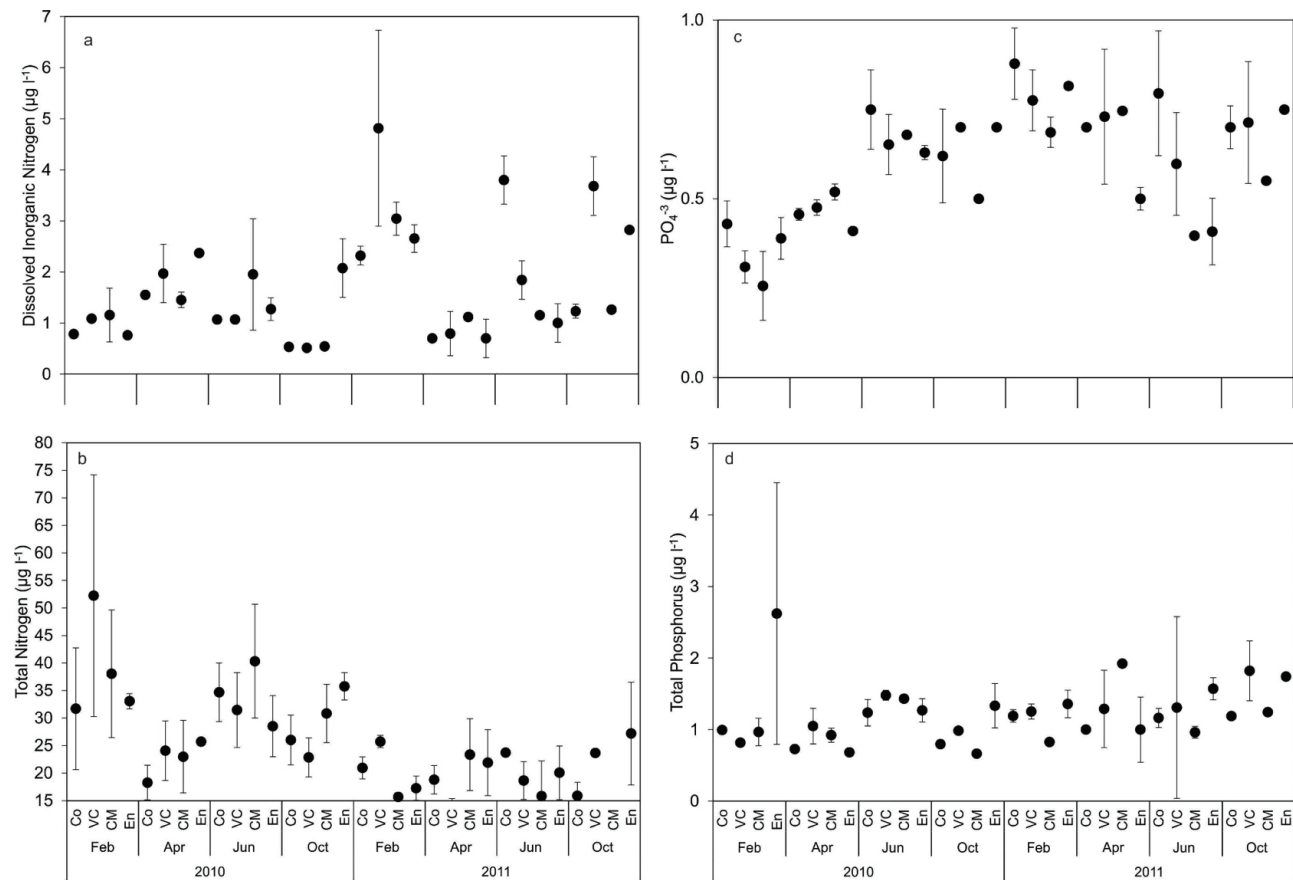 a
Dissolved Inorganic Nitrogen (µg l-1)
7
6
5
4
3
2
1
0
c
PO4-3 (µg l-1)
1.0
0.5
0.0
b
Total Nitrogen (µg l-1)
80
75
70
65
60
55
50
45
40
35
30
25
20
15
Co VC CM En Co VC CM En Co VC CM En Co VC CM En Co VC CM En Co VC CM En Co VC CM En Co VC CM En
Feb Apr Jun Oct Feb Apr Jun Oct
2010 2011
d
Total Phosphorus (µg l-1)
5
4
3
2
1
0
Co VC CM En Co VC CM En Co VC CM En Co VC CM En Co VC CM En Co VC CM En Co VC CM En Co VC CM En
Feb Apr Jun Oct Feb Apr Jun Oct
2010 2011